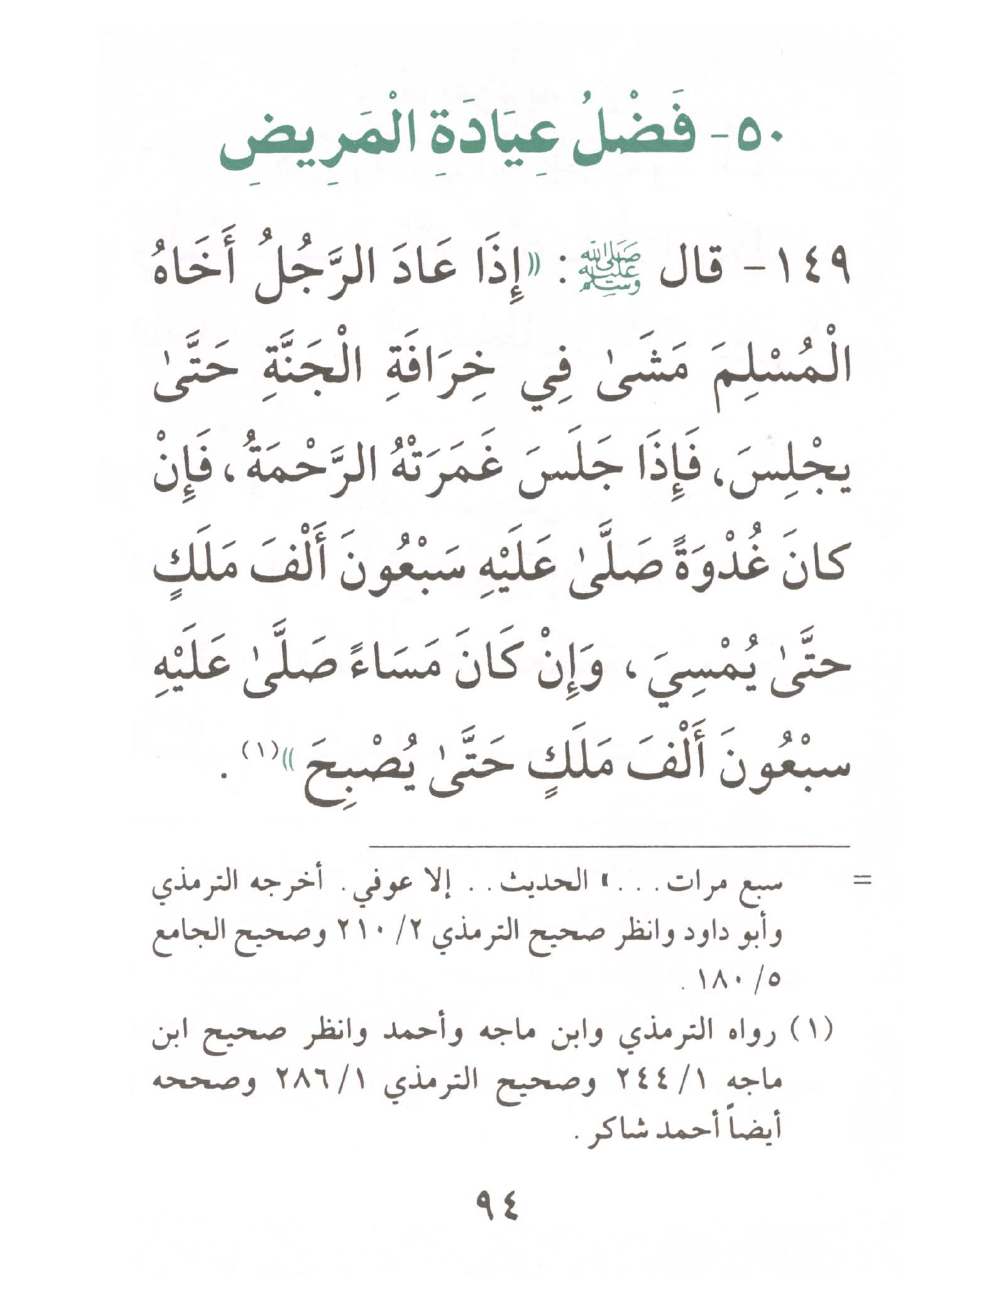 ٥٠- فَضْلُ عِيَادَةِ الْمَرِيضِ
١٤٩- قال ﷺ: «إِذَا عَادَ الرَّجُلُ أَخَاهُ
الْمُسْلِمَ مَشَىٰ فِي خِرَافَةِ الْجَنَّةِ حَتَّىٰ
يجْلِسَ، فَإِذَا جَلَسَ غَمَرَتْهُ الرَّحْمَةُ، فَإِنْ
كانَ غُدْوَةً صَلَّىٰ عَلَيْهِ سَبْعُونَ أَلْفَ مَلَكٍ
حتَّىٰ يُمْسِيَ، وَإِنْ كَانَ مَسَاءً صَلَّىٰ عَلَيْهِ
سبْعُونَ أَلْفَ مَلَكٍ حَتَّىٰ يُصْبِحَ»(١).
= سبع مرات...» الحديث.. إلا عوفي. أخرجه الترمذي
وأبو داود وانظر صحيح الترمذي ٢/ ٢١٠ وصحيح الجامع
٥/ ١٨٠.
(١) رواه الترمذي وابن ماجه وأحمد وانظر صحيح ابن
ماجه ١/ ٢٤٤ وصحيح الترمذي ١/ ٢٨٦ وصححه
أيضاً أحمد شاكر.
٩٤